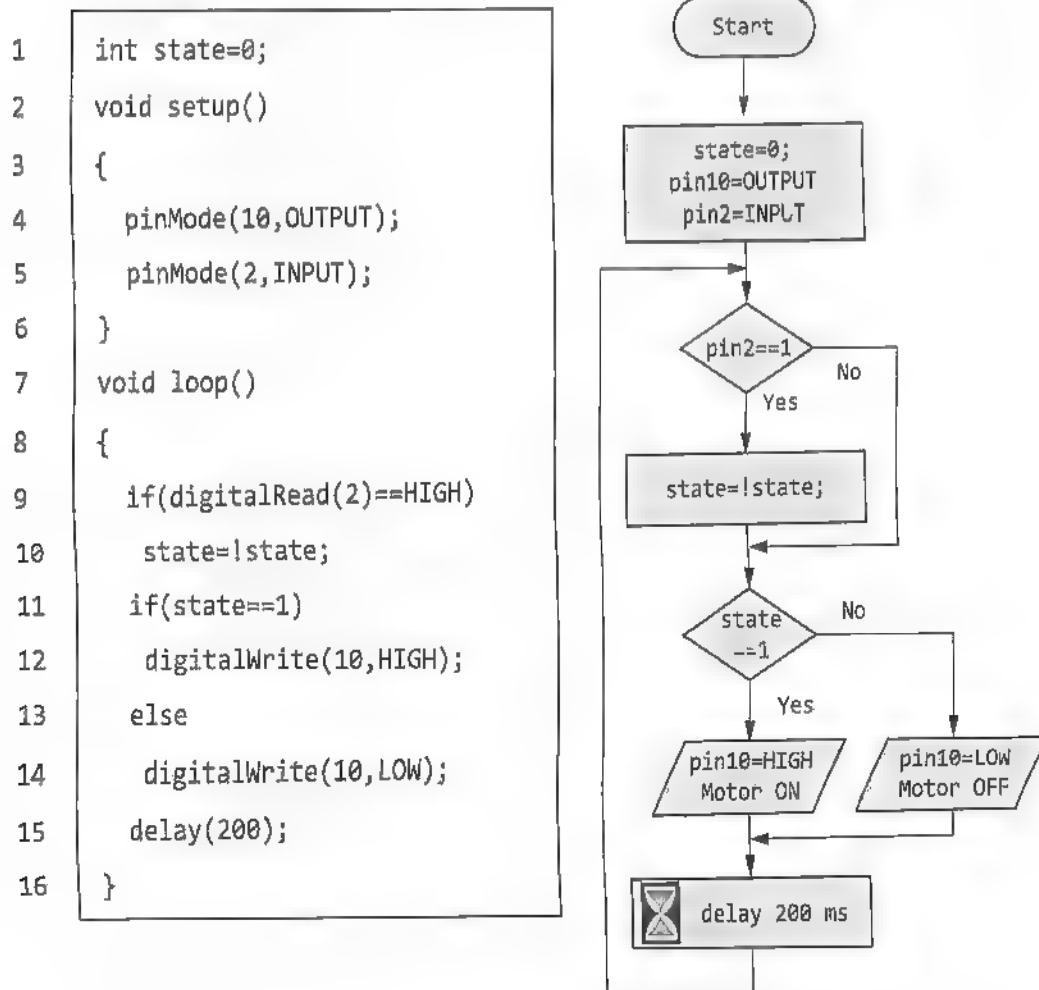 1 int state=0;
2 void setup()
3 {
4 pinMode(10,OUTPUT);
5 pinMode(2,INPUT);
6 }
7 void loop()
8 {
9 if(digitalRead(2)==HIGH)
10 state=!state;
11 if(state==1)
12 digitalWrite(10,HIGH);
13 else
14 digitalWrite(10,LOW);
15 delay(200);
16 }
Start
state=0;
pin10=OUTPUT
pin2=INPUT
pin2==1
No
Yes
state=!state;
state
==1
No
Yes
pin10=HIGH
Motor ON
pin10=LOW
Motor OFF
delay 200 ms